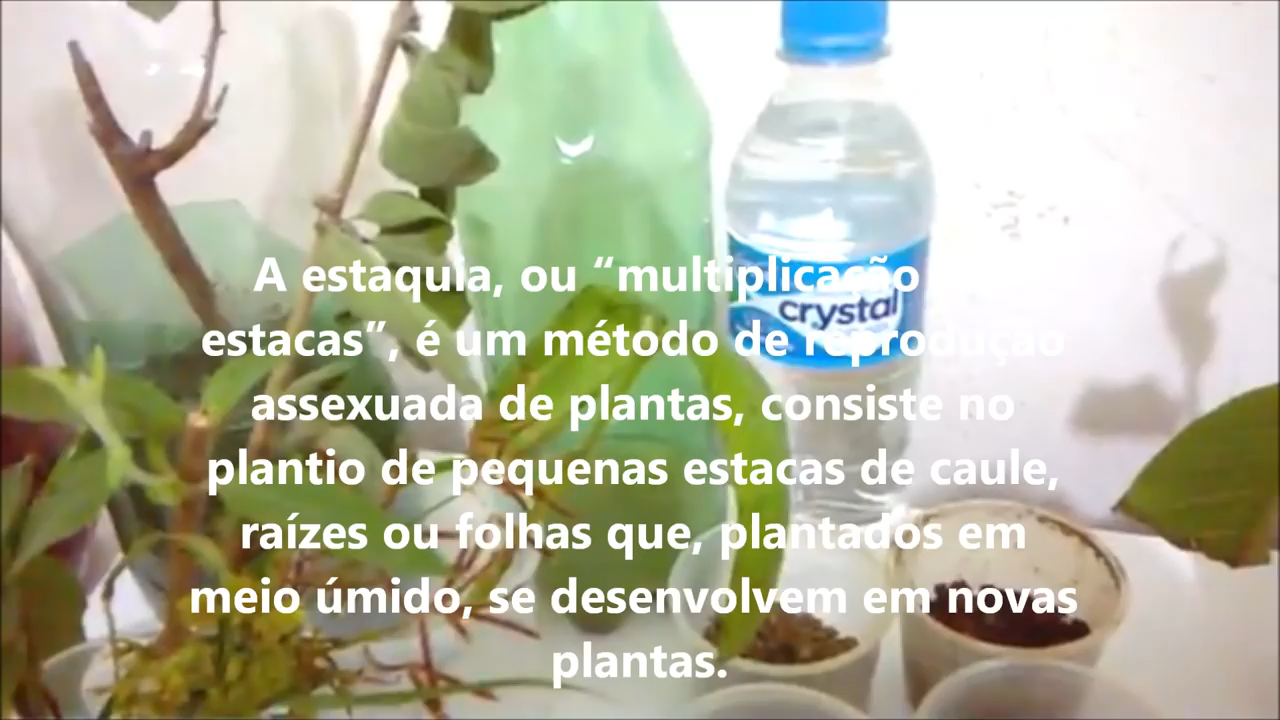 A estaquia, ou “multiplicação
estacas”, é um método de reprodução
assexuada de plantas, consiste no
plantio de pequenas estacas de caule,
raízes ou folhas que, plantados em
meio úmido, se desenvolvem em novas
plantas.
crystal